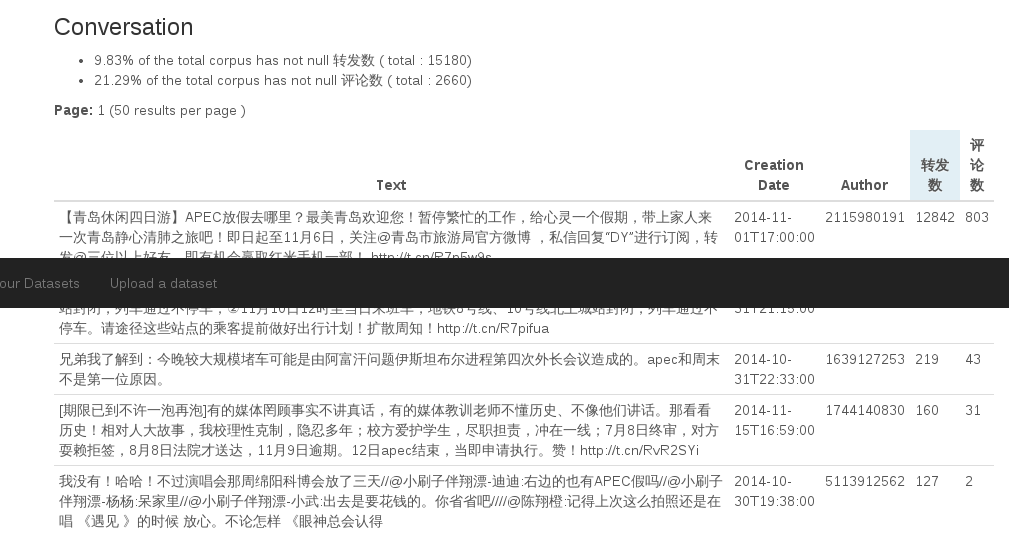 Conversation
• 9.83% of the total corpus has not null 转发数 ( total : 15180)
• 21.29% of the total corpus has not null 评论数 ( total : 2660)
Page: 1 (50 results per page )
Text Creation Date Author 转发数 评论数
【青岛休闲四日游】APEC放假去哪里？最美青岛欢迎您！暂停繁忙的工作，给心灵一个假期，带上家人来 2014-11- 2115980191 12842 803
一次青岛静心清肺之旅吧！即日起至11月6日，关注@青岛市旅游局官方微博 ，私信回复“DY”进行订阅，转 01T17:00:00
发@三位以上好友，即有机会赢取红米手机一部！ http://t.cn/R7p5w9s
our Datasets Upload a dataset
站封闭，列车通过不停车；②11月10日12时至当日末班车，地铁8号线、10号线北土城站封闭，列车通过不 31T21:15:00
停车。请途径这些站点的乘客提前做好出行计划！扩散周知！http://t.cn/R7pifua
兄弟我了解到：今晚较大规模堵车可能是由阿富汗问题伊斯坦布尔进程第四次外长会议造成的。apec和周末 2014-10- 1639127253 219 43
不是第一位原因。 31T22:33:00
[期限已到不许一泡再泡]有的媒体罔顾事实不讲真话，有的媒体教训老师不懂历史、不像他们讲话。那看看 2014-11- 1744140830 160 31
历史！相对人大故事，我校理性克制，隐忍多年；校方爱护学生，尽职担责，冲在一线；7月8日终审，对方 15T16:59:00
耍赖拒签，8月8日法院才送达，11月9日逾期。12日apec结束，当即申请执行。赞！http://t.cn/RvR2SYi
我没有！哈哈！不过演唱会那周绵阳科博会放了三天//@小刷子伴翔漂-迪迪:右边的也有APEC假吗//@小刷子 2014-10- 5113912562 127 2
伴翔漂-杨杨:呆家里//@小刷子伴翔漂-小武:出去是要花钱的。你省省吧////@陈翔橙:记得上次这么拍照还是在 30T19:38:00
唱 《遇见 》的时候 放心。不论怎样 《眼神总会认得